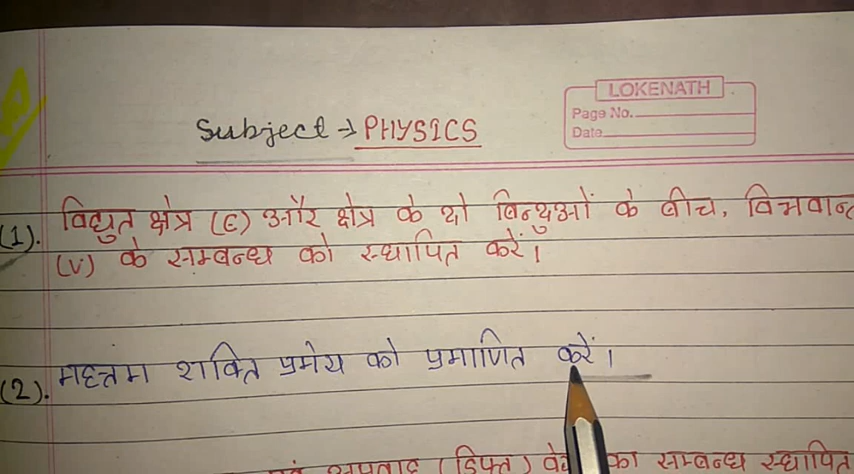 LOKENATH
Page No.
Date
Subject → PHYSICS
(1). विद्युत क्षेत्र (E) और क्षेत्र के दो बिन्दुओं के बीच, विभवान्त
(V) के सम्बन्ध को स्थापित करें।
(2). महत्तम शक्ति प्रमेय को प्रमाणित करें।
(डिफ्ट) का सम्बन्ध स्थापित